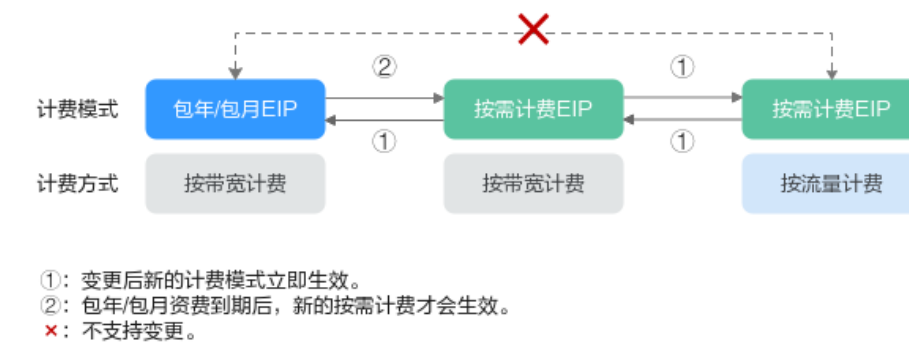 ②
①
计费模式
包年/包月EIP
按需计费EIP
按需计费EIP
①
①
计费方式
按带宽计费
按带宽计费
按流量计费
①：变更后新的计费模式立即生效。
②：包年/包月资费到期后，新的按需计费才会生效。
×：不支持变更。